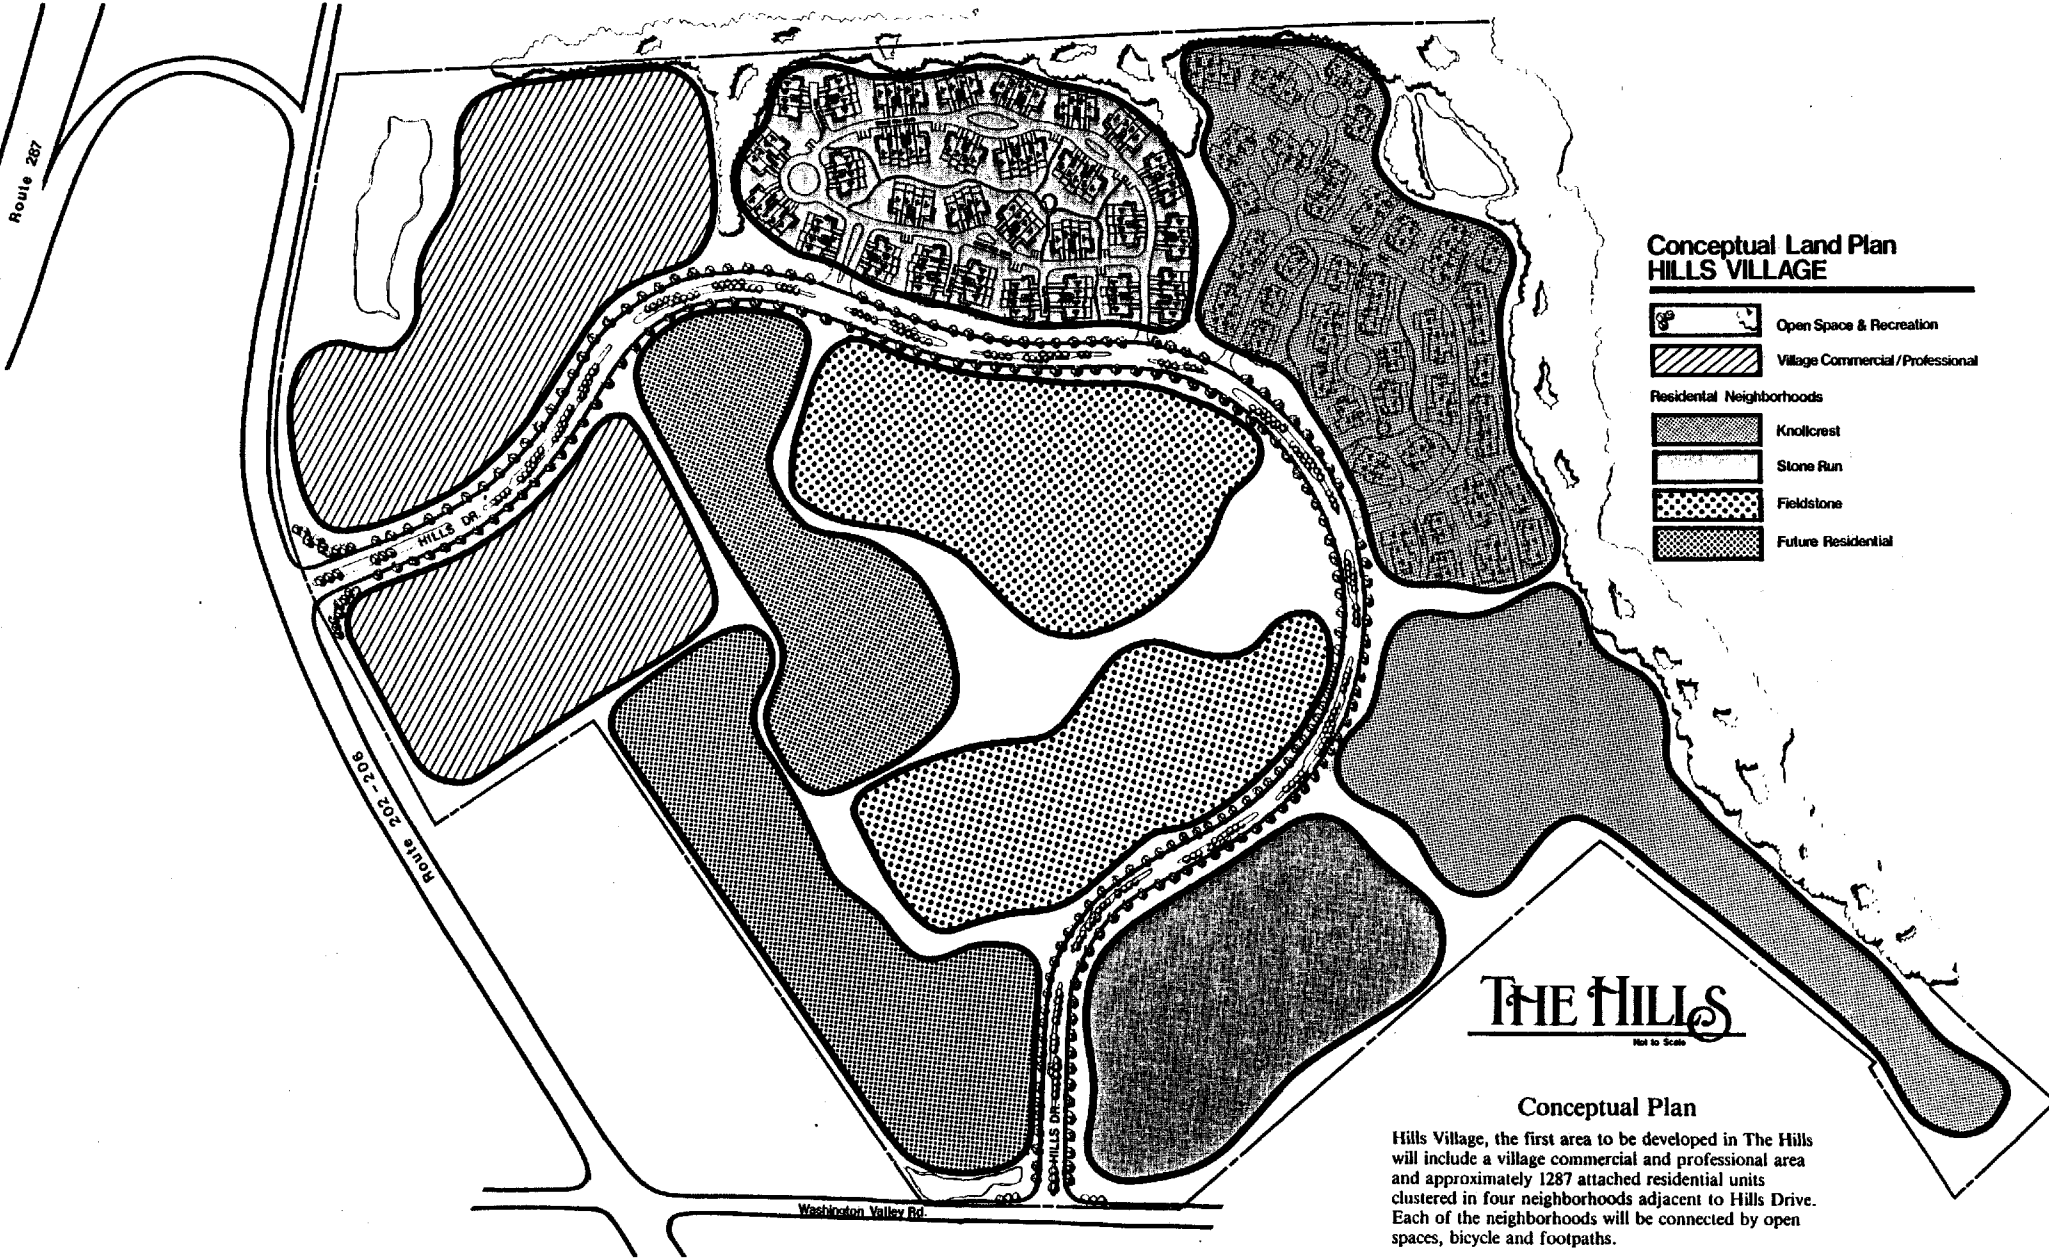 Route 287
HILLS DR.
Route 202 - 206
HILLS DR.
Washington Valley Rd.
Conceptual Land Plan
HILLS VILLAGE
Open Space & Recreation
Village Commercial/Professional
Residental Neighborhoods
Knollcrest
Stone Run
Fieldstone
Future Residential
THE HILLS
Not to Scale
Conceptual Plan
Hills Village, the first area to be developed in The Hills
will include a village commercial and professional area
and approximately 1287 attached residential units
clustered in four neighborhoods adjacent to Hills Drive.
Each of the neighborhoods will be connected by open
spaces, bicycle and footpaths.